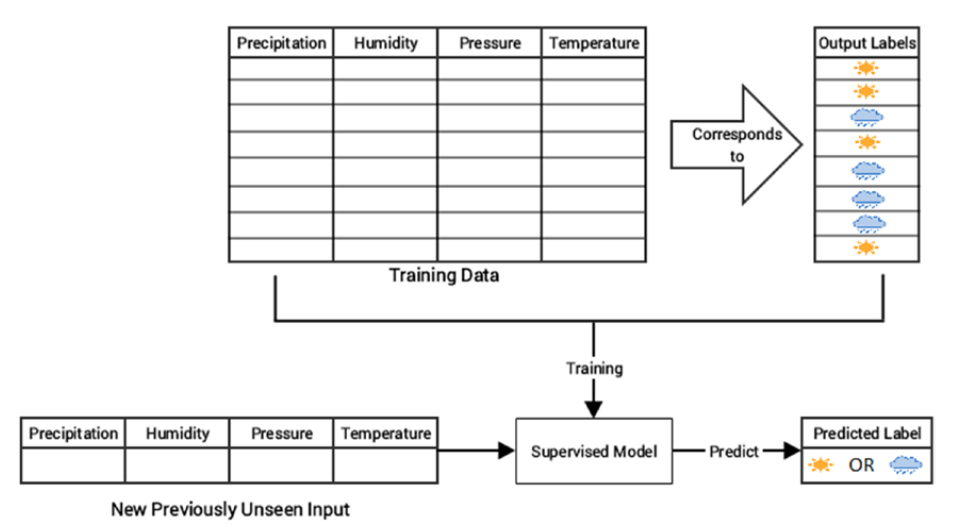 Precipitation Humidity Pressure Temperature
Output Labels
Corresponds
to
Training Data
Training
Precipitation Humidity Pressure Temperature
Supervised Model
Predict
Predicted Label
OR
New Previously Unseen Input